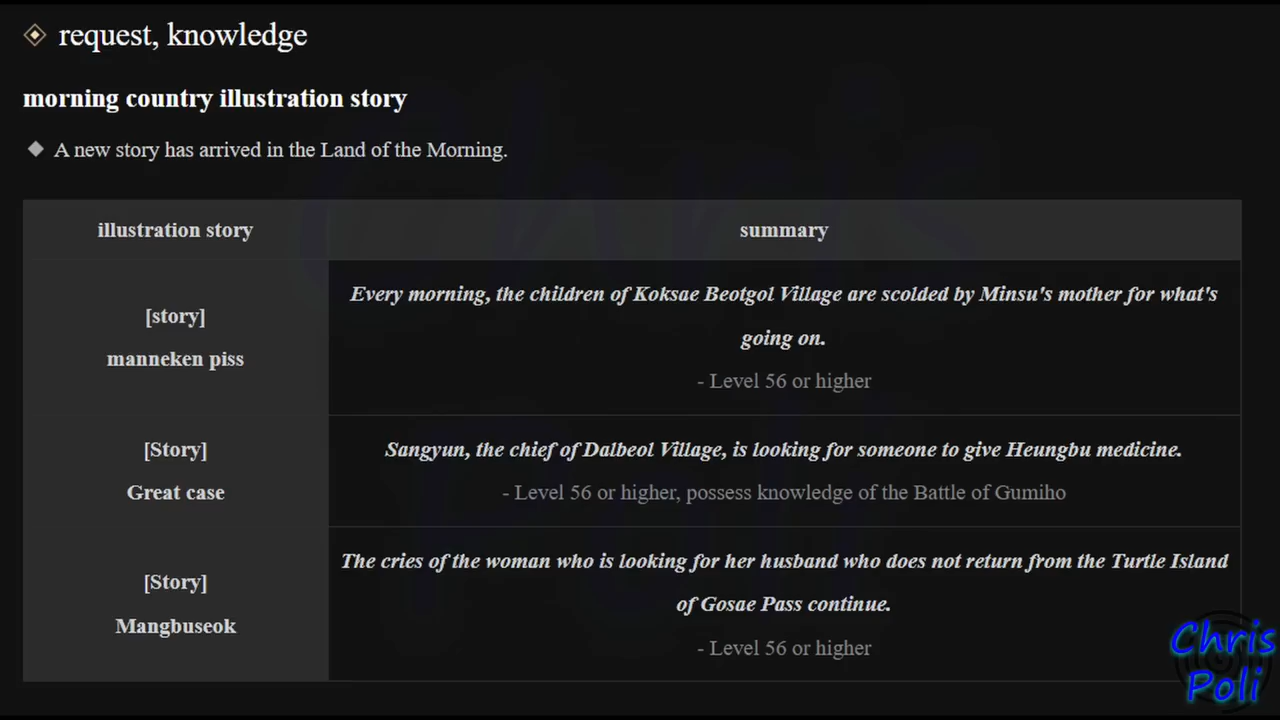 request, knowledge
morning country illustration story
A new story has arrived in the Land of the Morning.
illustration story
summary
[story]
manneken piss
Every morning, the children of Koksae Beotgol Village are scolded by Minsu's mother for what's
going on.
- Level 56 or higher
[Story]
Great case
Sangyun, the chief of Dalbeol Village, is looking for someone to give Heungbu medicine.
- Level 56 or higher, possess knowledge of the Battle of Gumiho
[Story]
Mangbuseok
The cries of the woman who is looking for her husband who does not return from the Turtle Island
of Gosae Pass continue.
- Level 56 or higher
Chris
Poli